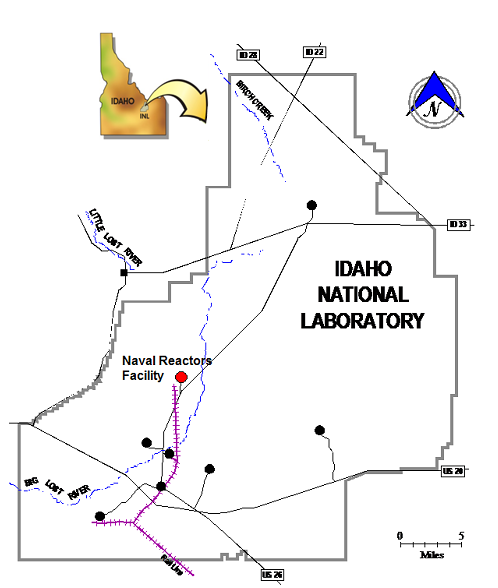 ID 28
ID 22
IDAHO
INL
BIRCH CREEK
N
LITTLE LOST RIVER
ID 33
IDAHO
NATIONAL
LABORATORY
Naval Reactors
Facility
BIG LOST RIVER
US 20
0 5
Miles
Rail Line
US 26